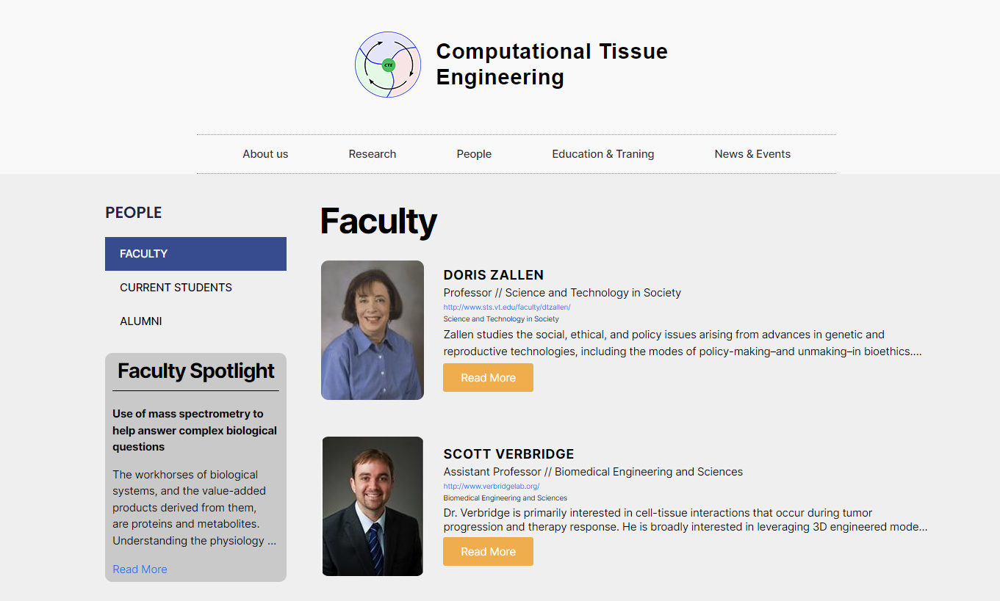 CTE
Computational Tissue
Engineering
About us
Research
People
Education & Traning
News & Events
PEOPLE
FACULTY
CURRENT STUDENTS
ALUMNI
Faculty Spotlight
Use of mass spectrometry to
help answer complex biological
questions
The workhorses of biological
systems, and the value-added
products derived from them,
are proteins and metabolites.
Understanding the physiology ...
Read More
Faculty
DORIS ZALLEN
Professor // Science and Technology in Society
http://www.sts.vt.edu/faculty/dtzallen/
Science and Technology in Society
Zallen studies the social, ethical, and policy issues arising from advances in genetic and
reproductive technologies, including the modes of policy-making–and unmaking–in bioethics....
Read More
SCOTT VERBRIDGE
Assistant Professor // Biomedical Engineering and Sciences
http://www.verbridgelab.org/
Biomedical Engineering and Sciences
Dr. Verbridge is primarily interested in cell-tissue interactions that occur during tumor
progression and therapy response. He is broadly interested in leveraging 3D engineered mode...
Read More